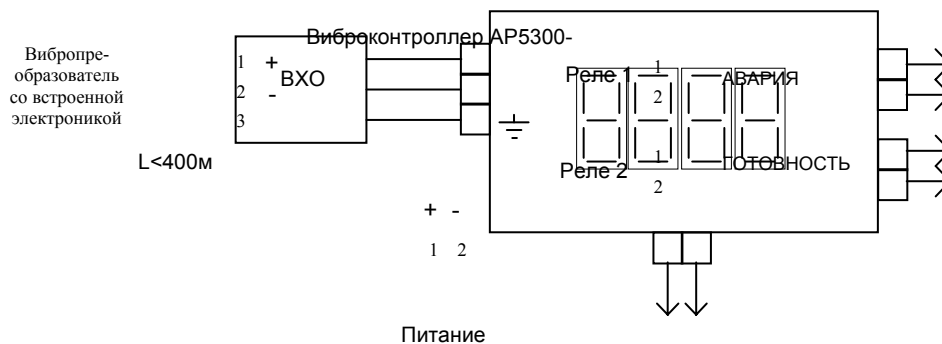 Виброконтроллер АР5300-
Вибропре-
образователь
со встроенной
электроникой
1 +
ВХО
2 -
3
Реле 1
1
АВАРИЯ
2
L<400м
Реле 2
1
ГОТОВНОСТЬ
2
+ -
1 2
Питание